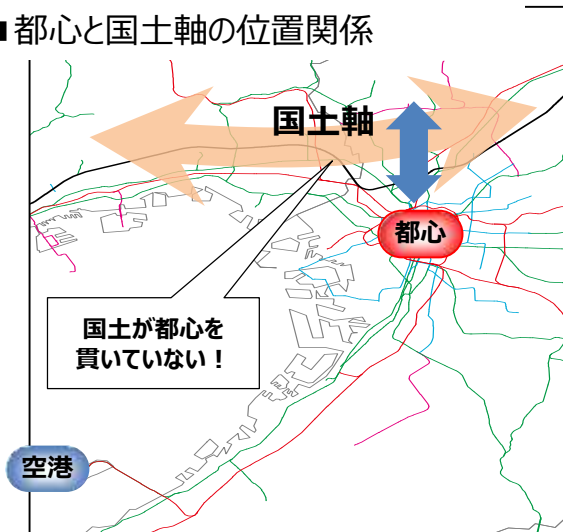 ■都心と国土軸の位置関係
国土軸
都心
国土が都心を
貫いていない！
空港